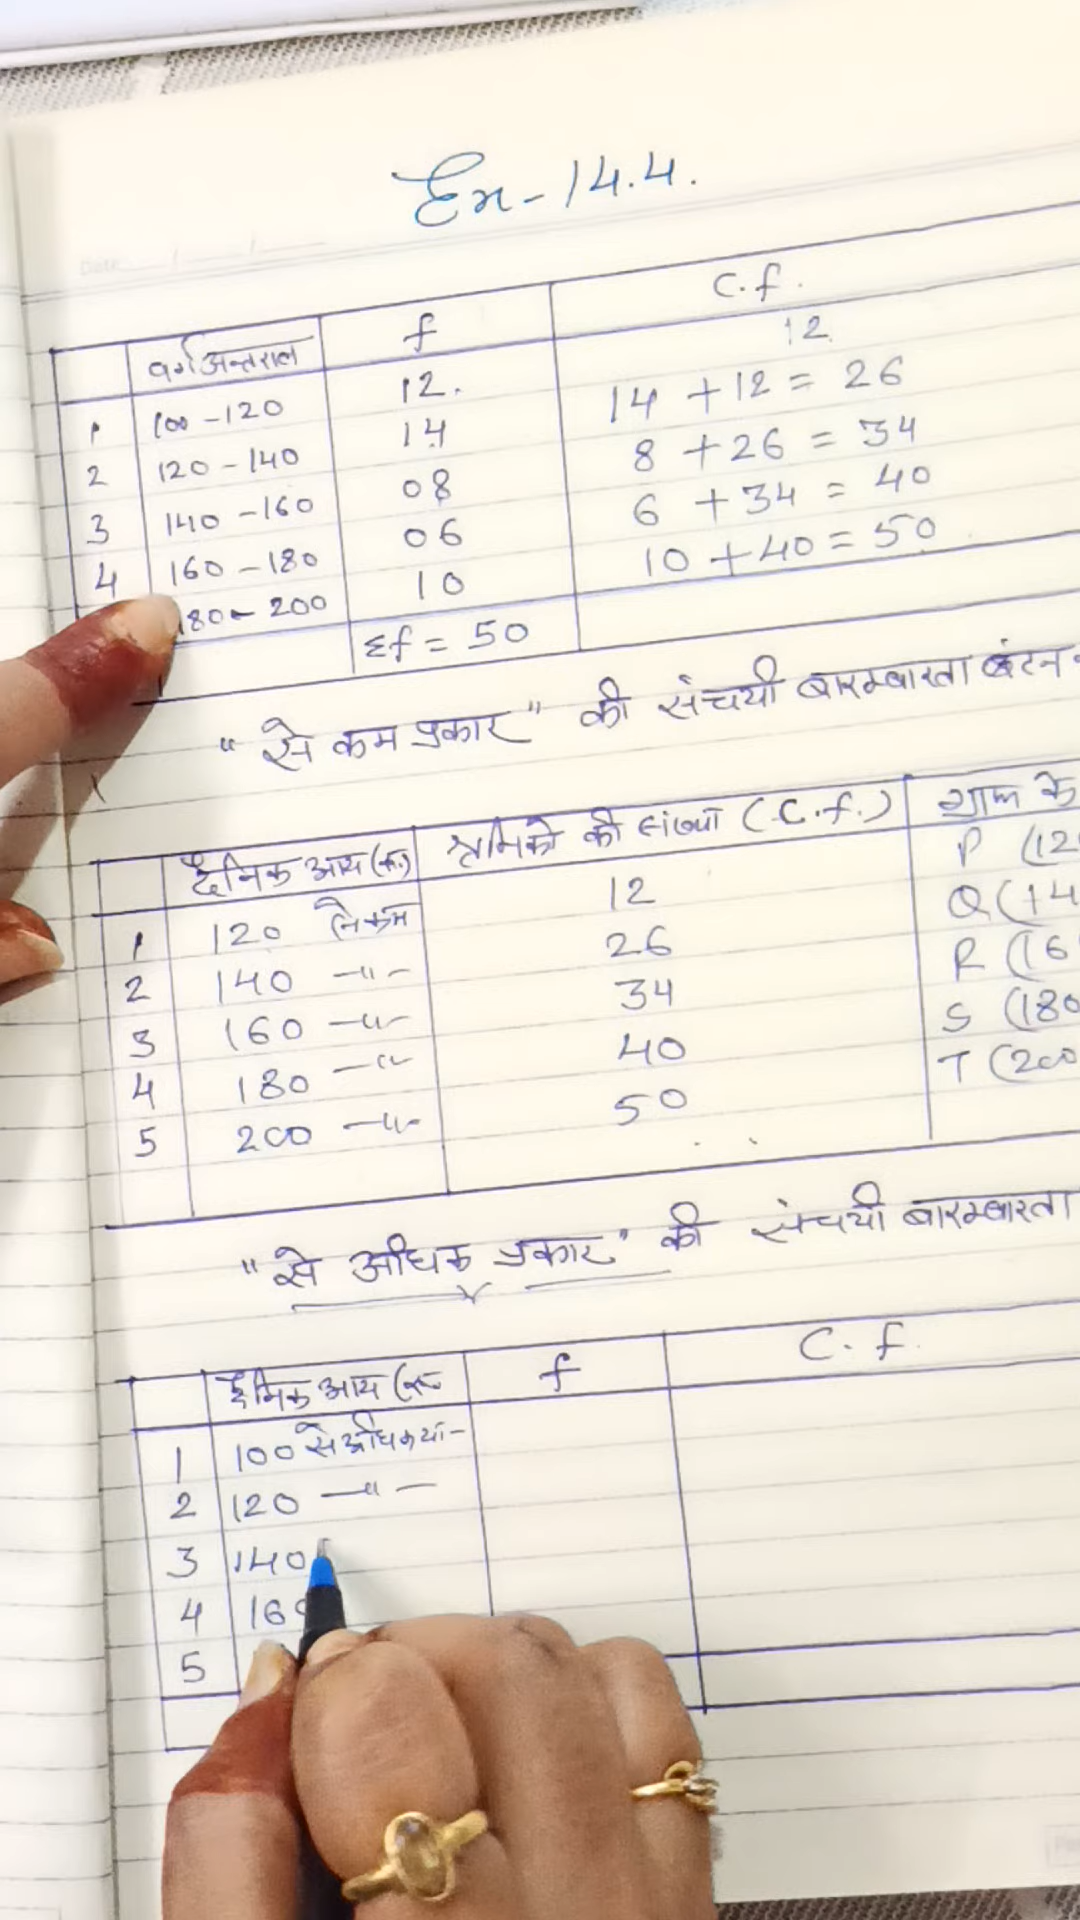 Ex-14.4.
वर्ग अन्तराल f C.f.
1 100-120 12. 12
2 120-140 14 14 + 12 = 26
3 140-160 08 8 + 26 = 34
4 160-180 06 6 + 34 = 40
180-200 10 10 + 40 = 50
Σf = 50
"से कम प्रकार" की संचयी बारम्बारता बंटन
दैनिक आय (रू.) श्रमिको की संख्या (C.f.) ग्राफ के
1 120 से कम 12 P (12
2 140 -"- 26 Q (14
3 160 -"- 34 R (16
4 180 -"- 40 S (180
5 200 -"- 50 T (200
"से अधिक प्रकार" की संचयी बारम्बारता
दैनिक आय (रू f C.f.
1 100 से अधिक या-
2 120 -"-
3 140
4 160
5